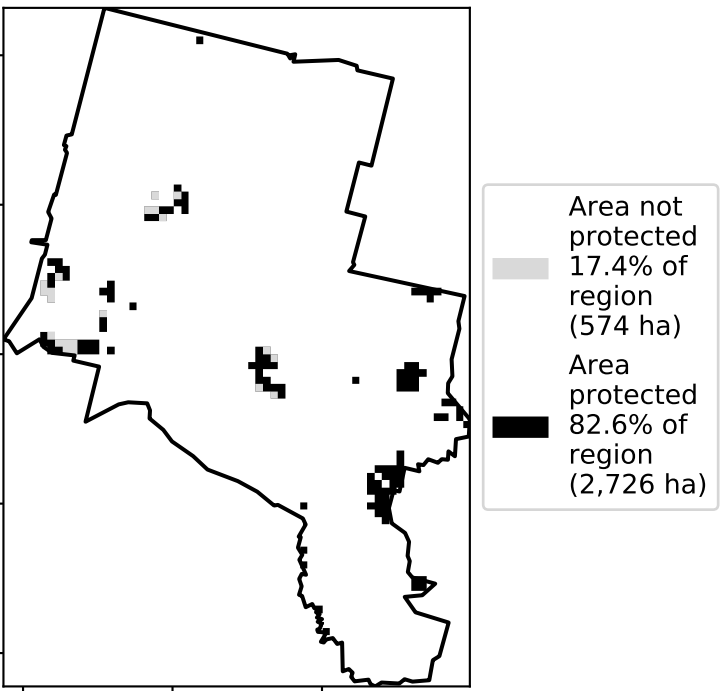 Area not
protected
17.4% of
region
(574 ha)
Area
protected
82.6% of
region
(2,726 ha)